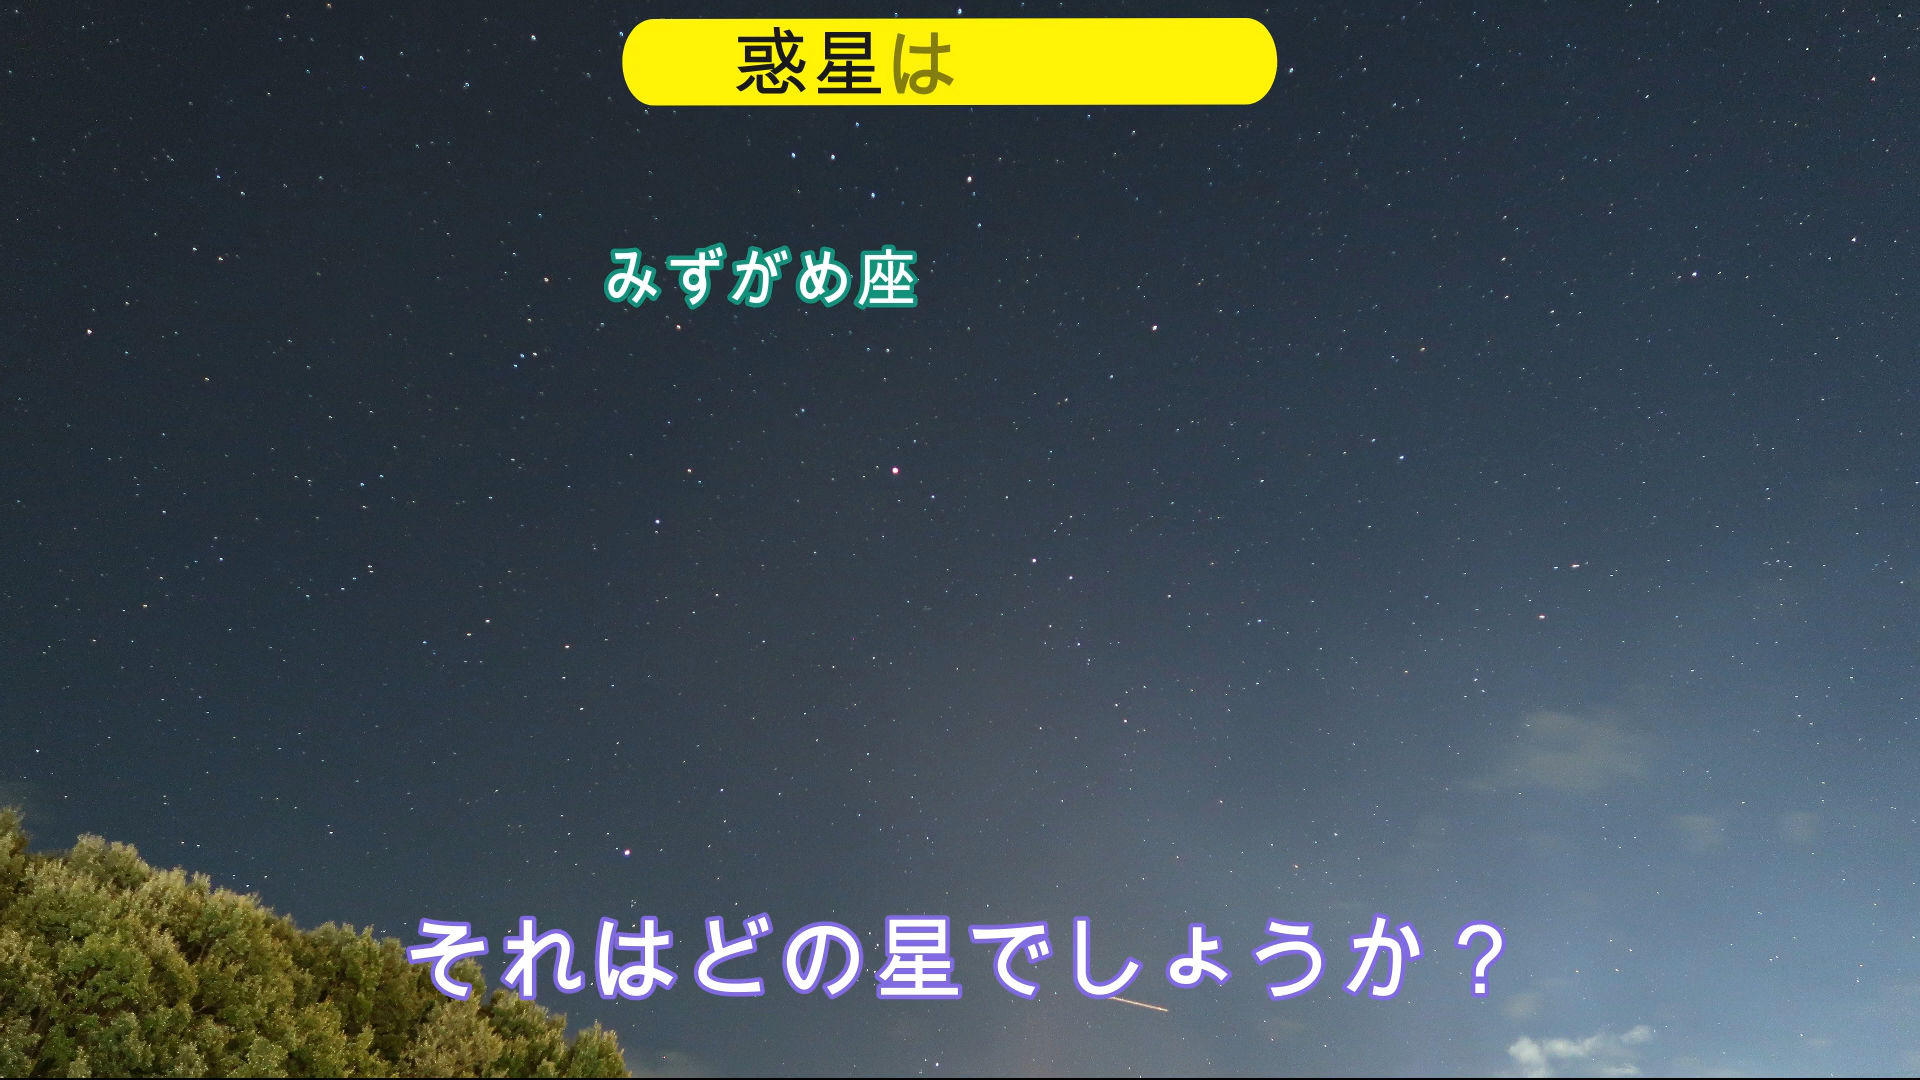 惑星は
みずがめ座
それはどの星でしょうか？